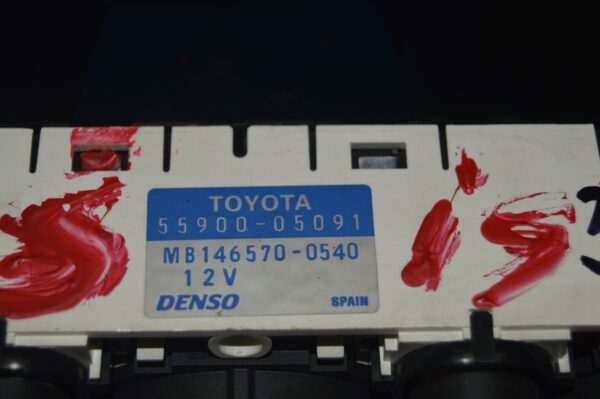 TOYOTA
55900-05091
MB146570-0540
12V
DENSO SPAIN